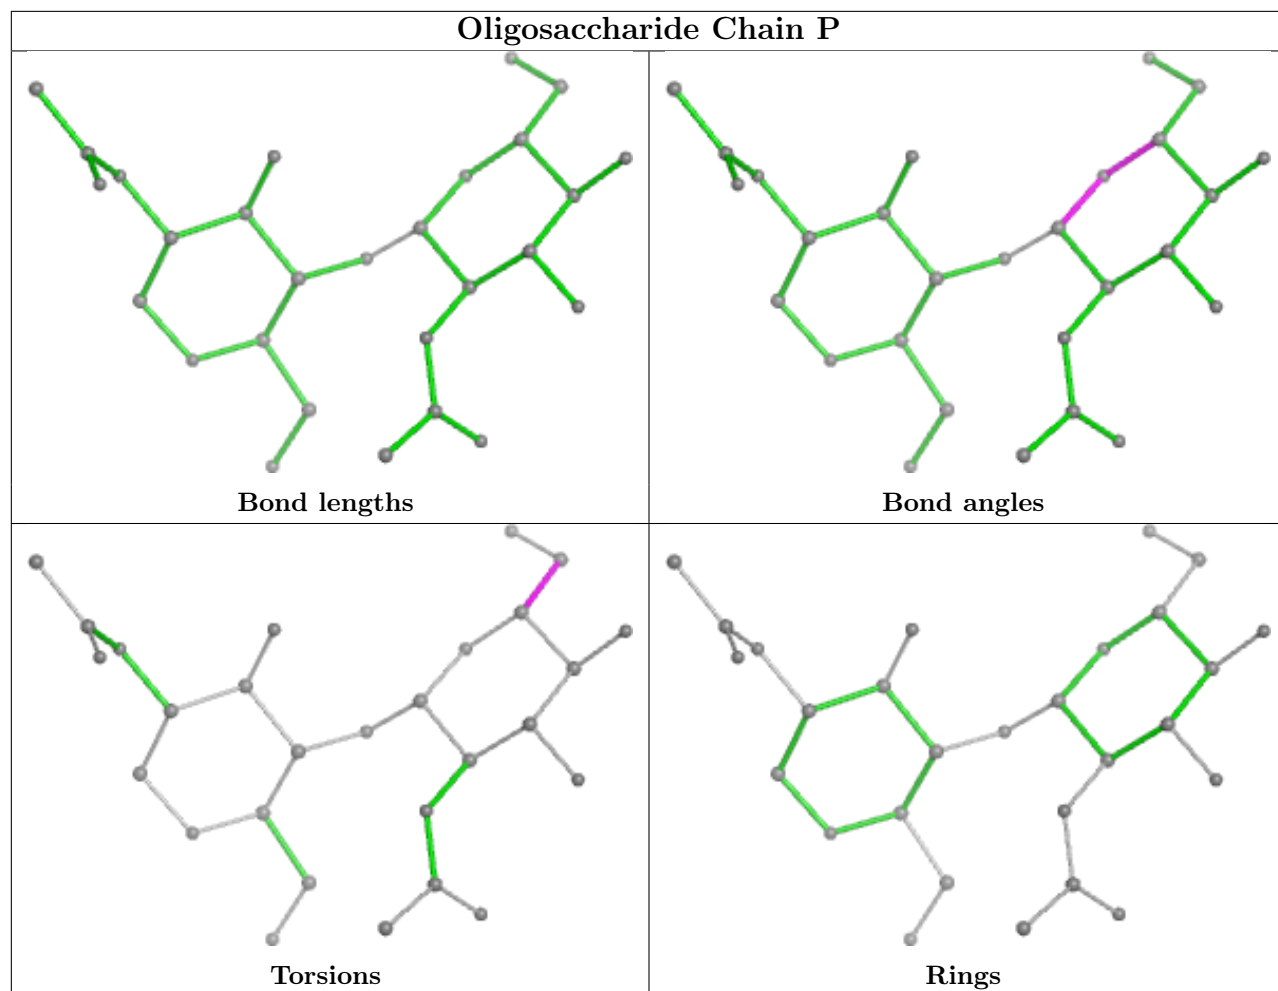 Oligosaccharide Chain P
Bond lengths
Bond angles
Torsions
Rings